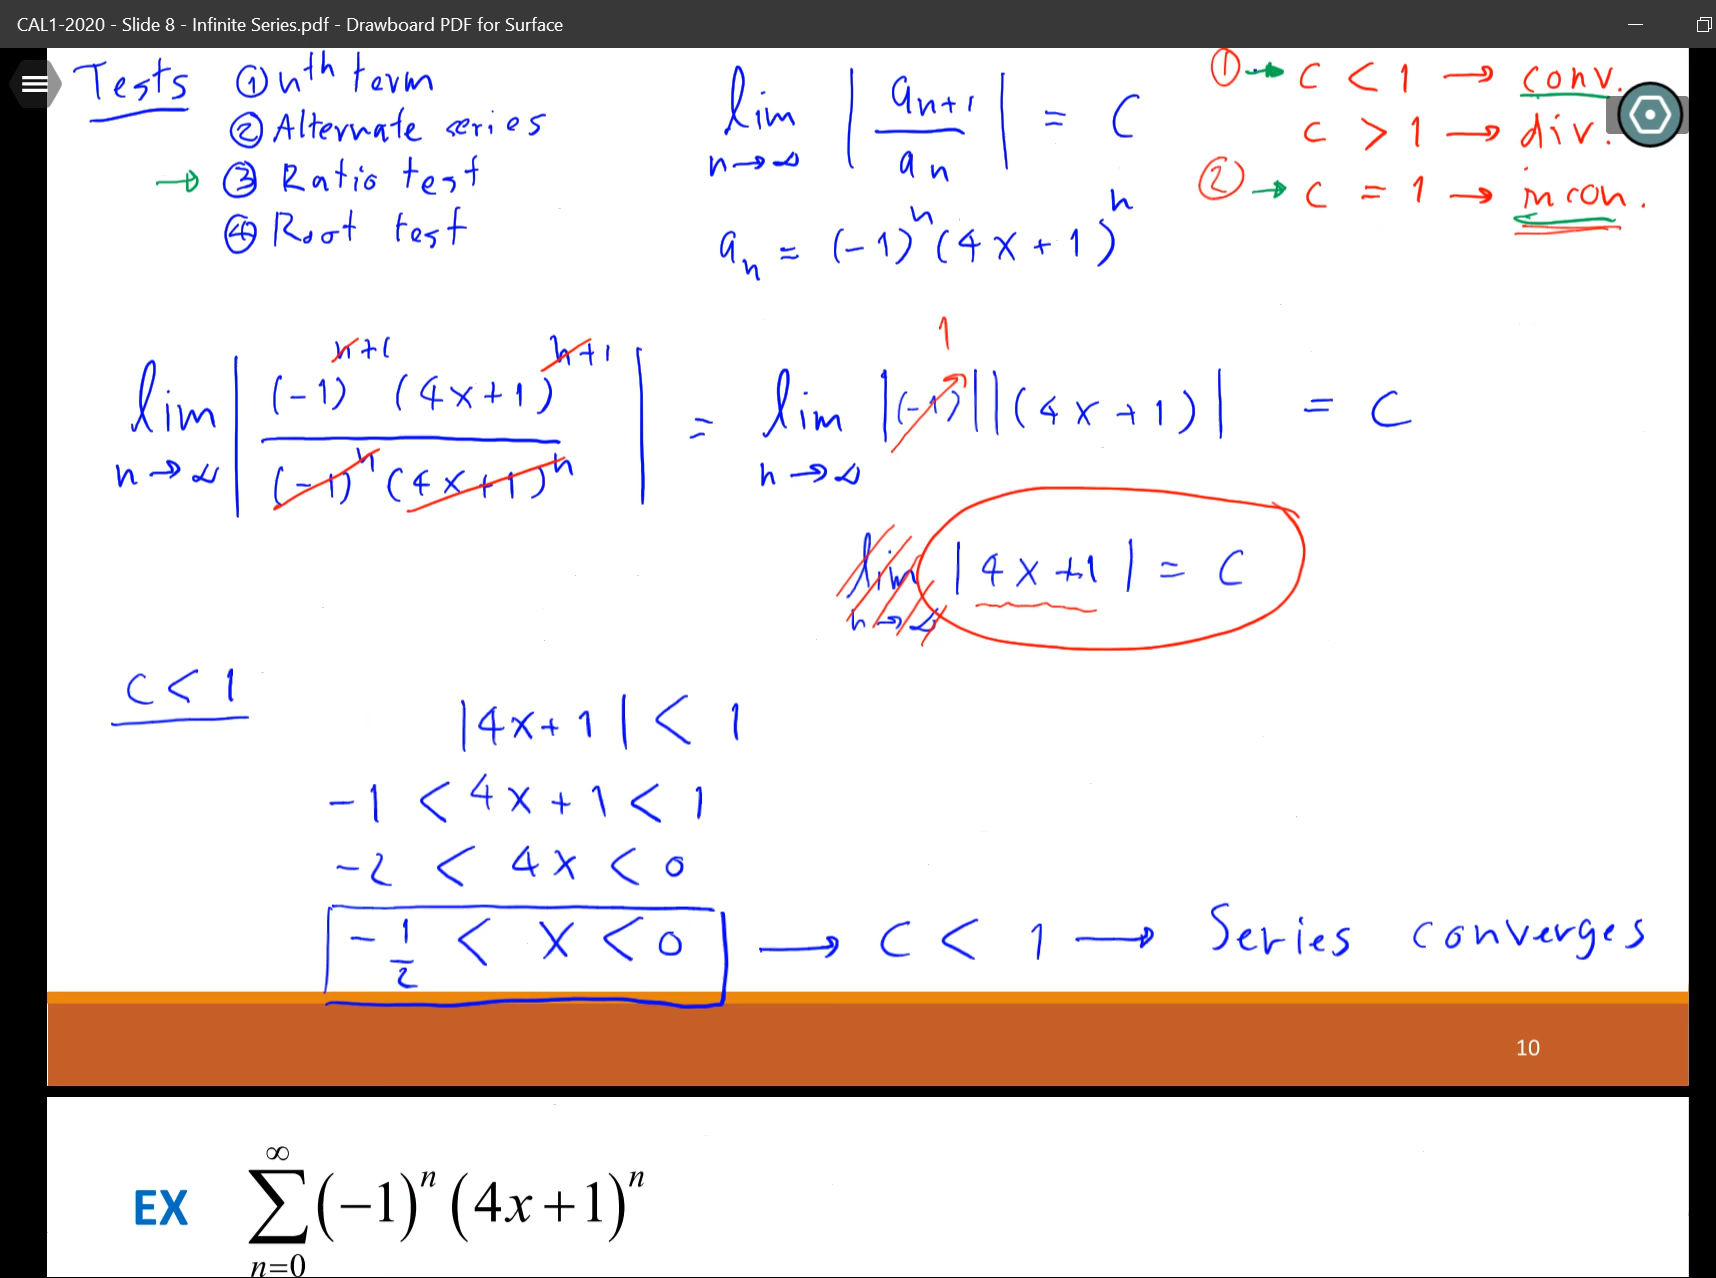 CAL1-2020 - Slide 8 - Infinite Series.pdf - Drawboard PDF for Surface
Tests ① nth term
② Alternate series
→ ③ Ratio test
④ Root test
lim n→∞ | aₙ₊₁ / aₙ | = C
① → C < 1 → conv.
C > 1 → div.
② → C = 1 → incon.
aₙ = (-1)ⁿ (4x+1)ⁿ
lim n→∞ | (-1)ⁿ⁺¹ (4x+1)ⁿ⁺¹ / (-1)ⁿ (4x+1)ⁿ | = lim n→∞ |(-1)| |(4x+1)| = C
1
lim n→∞ |4x+1| = C
C < 1
|4x+1| < 1
-1 < 4x+1 < 1
-2 < 4x < 0
-1/2 < x < 0 → C < 1 → Series converges
10
EX ∑ n=0 ∞ (−1)ⁿ (4x+1)ⁿ